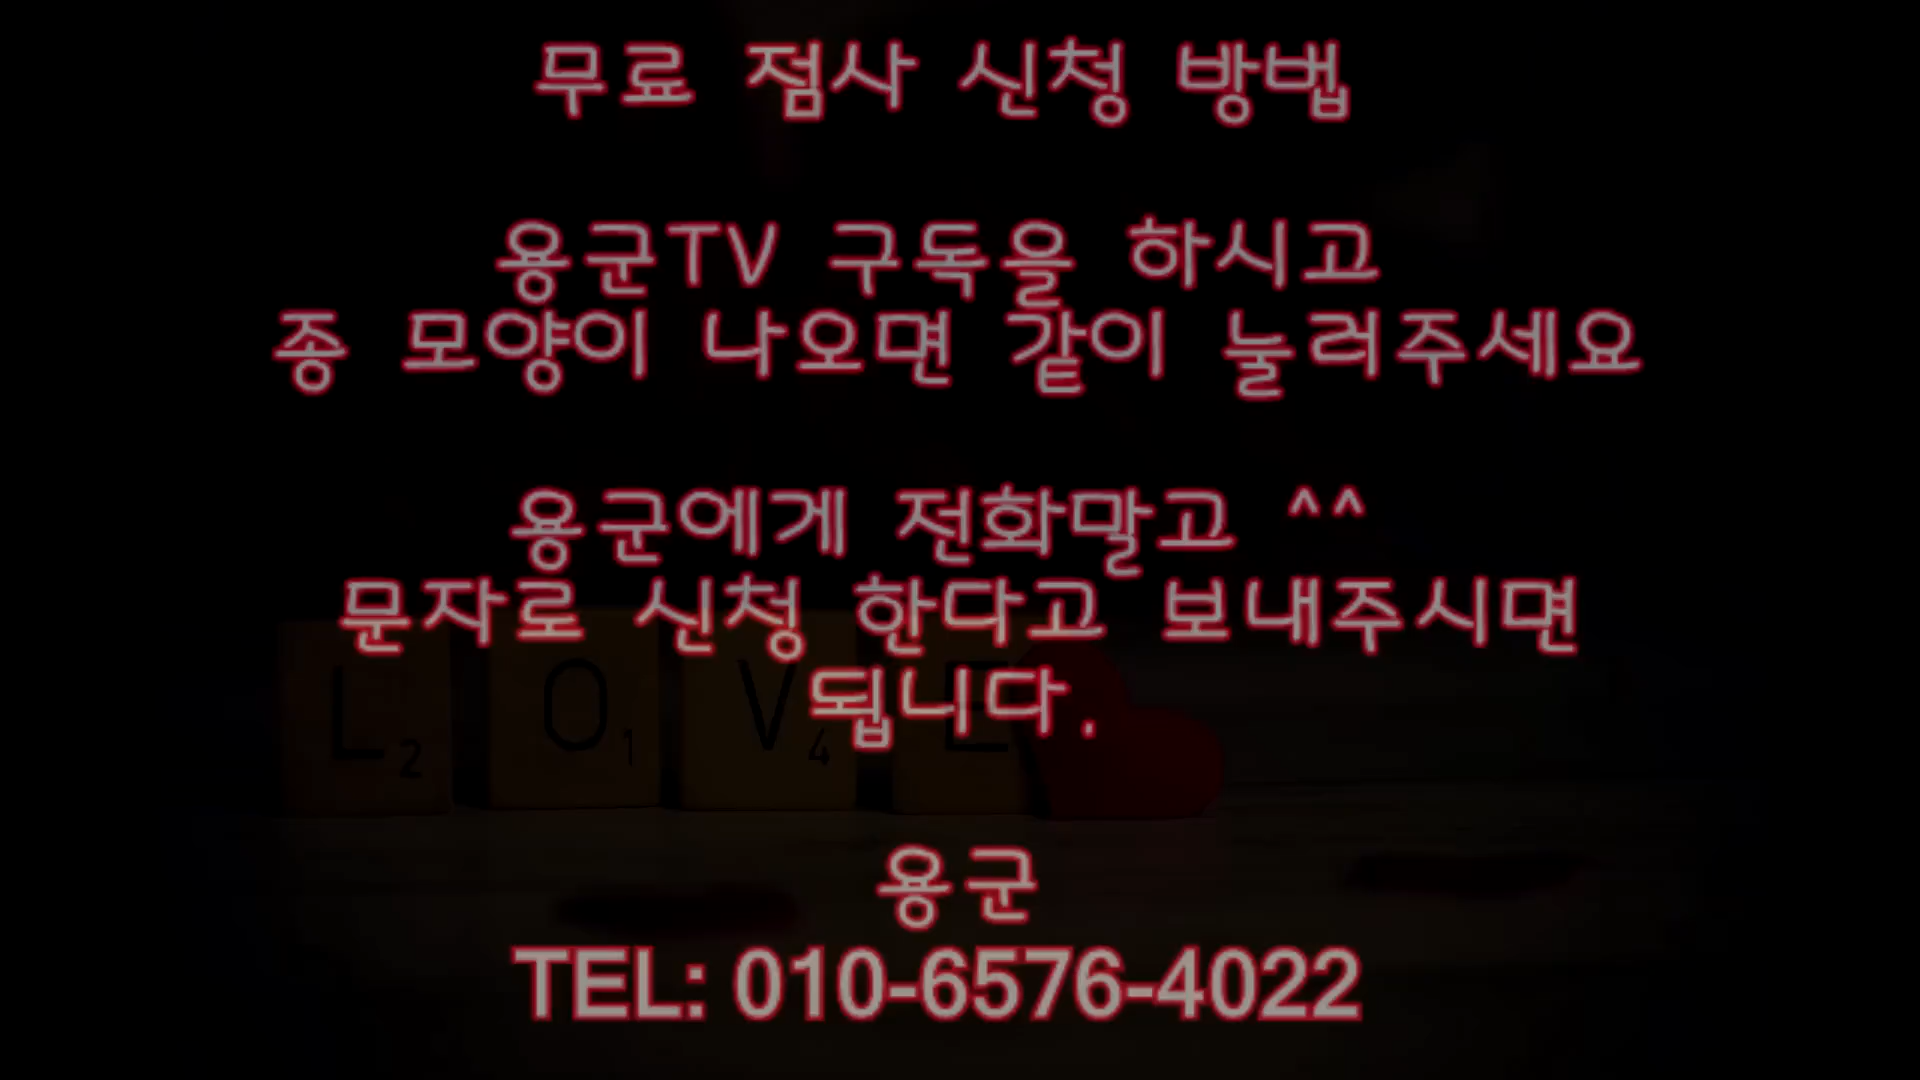 무료 점사 신청 방법
용군TV 구독을 하시고
종 모양이 나오면 같이 눌러주세요
용군에게 전화말고 ^^
문자로 신청 한다고 보내주시면
됩니다.
L2 O1 V4 E
용군
TEL: 010-6576-4022